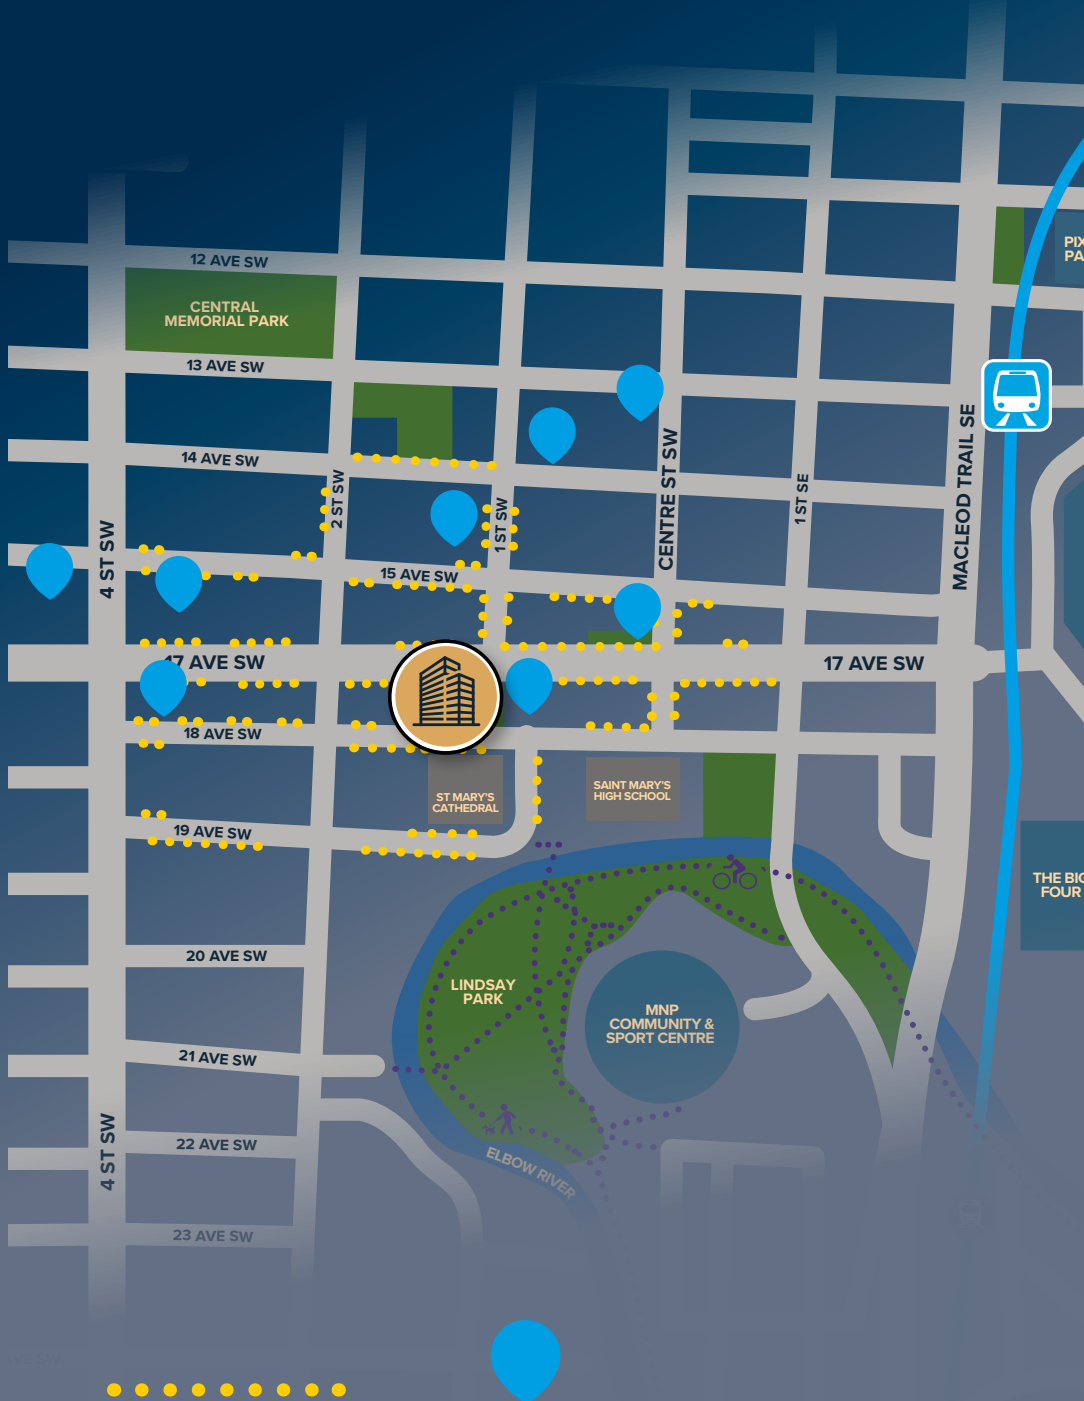 12 AVE SW
CENTRAL
MEMORIAL PARK
13 AVE SW
14 AVE SW
2 ST SW
1 ST SW
CENTRE ST SW
1 ST SE
MACLEOD TRAIL SE
4 ST SW
15 AVE SW
17 AVE SW
17 AVE SW
18 AVE SW
ST MARY'S
CATHEDRAL
SAINT MARY'S
HIGH SCHOOL
19 AVE SW
THE BIG
FOUR
20 AVE SW
LINDSAY
PARK
MNP
COMMUNITY &
SPORT CENTRE
21 AVE SW
4 ST SW
22 AVE SW
ELBOW RIVER
23 AVE SW